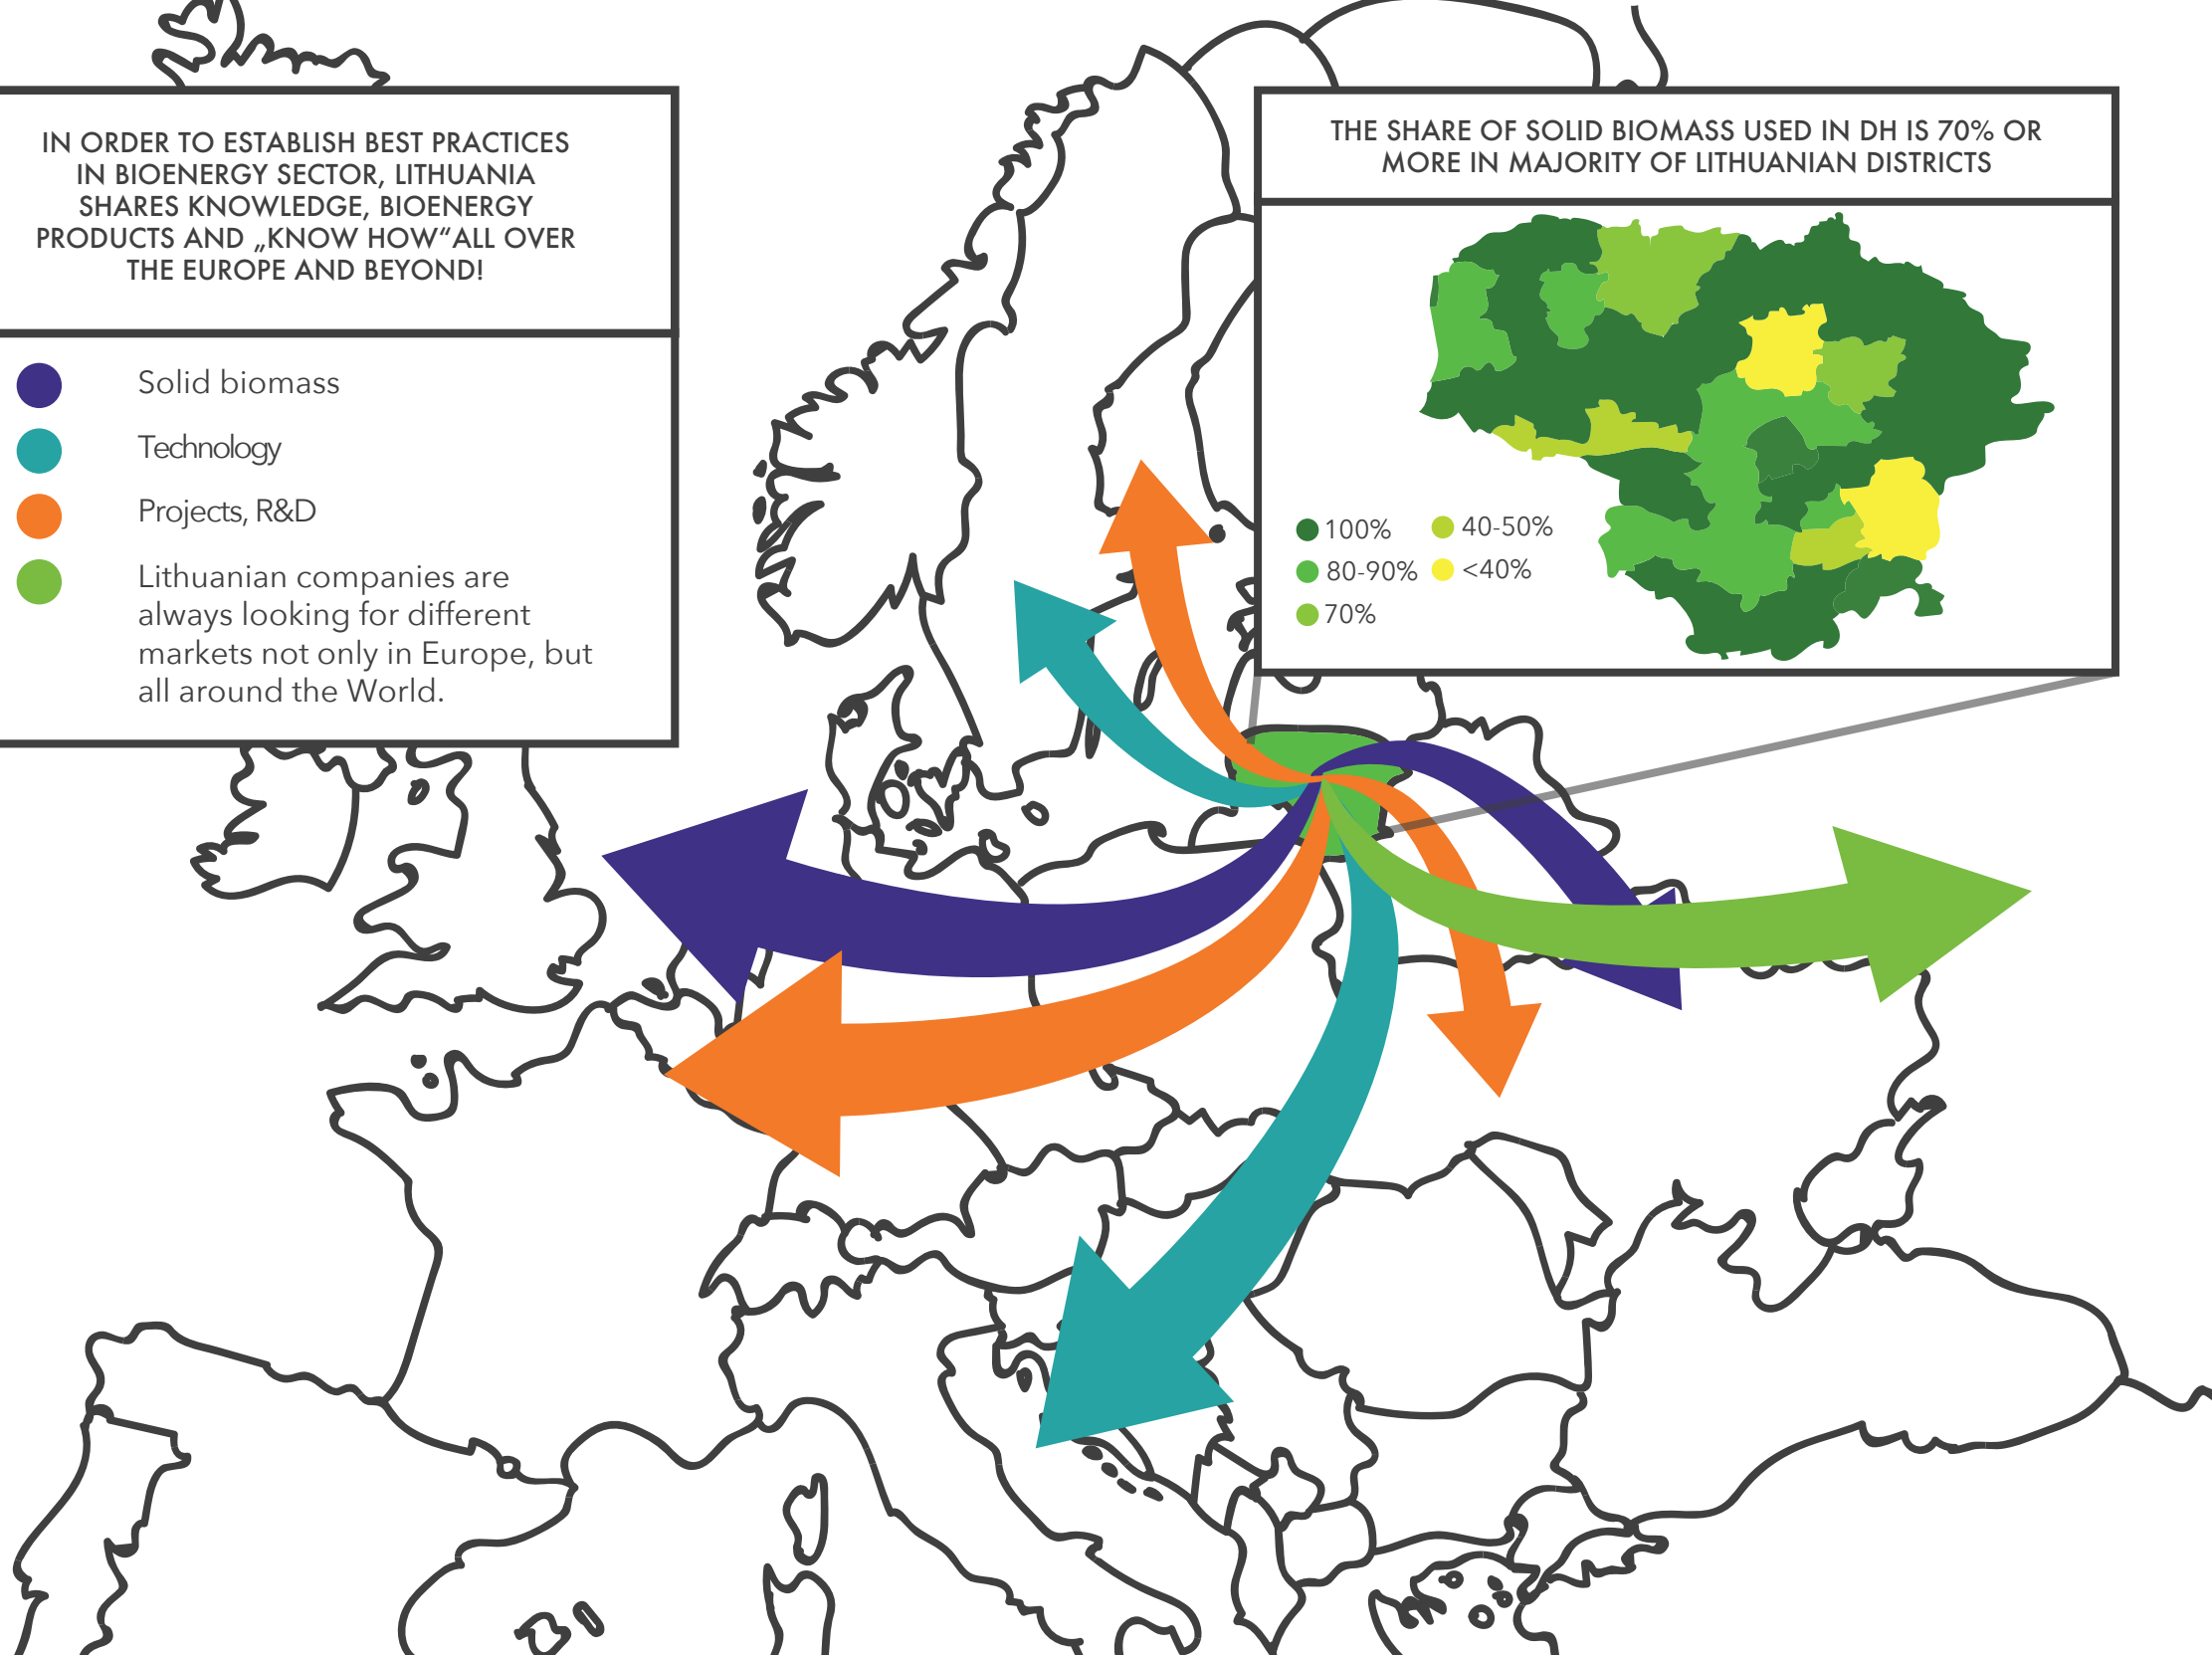 IN ORDER TO ESTABLISH BEST PRACTICES
IN BIOENERGY SECTOR, LITHUANIA
SHARES KNOWLEDGE, BIOENERGY
PRODUCTS AND „KNOW HOW“ALL OVER
THE EUROPE AND BEYOND!
Solid biomass
Technology
Projects, R&D
Lithuanian companies are
always looking for different
markets not only in Europe, but
all around the World.
THE SHARE OF SOLID BIOMASS USED IN DH IS 70% OR
MORE IN MAJORITY OF LITHUANIAN DISTRICTS
100%
80-90%
70%
40-50%
<40%